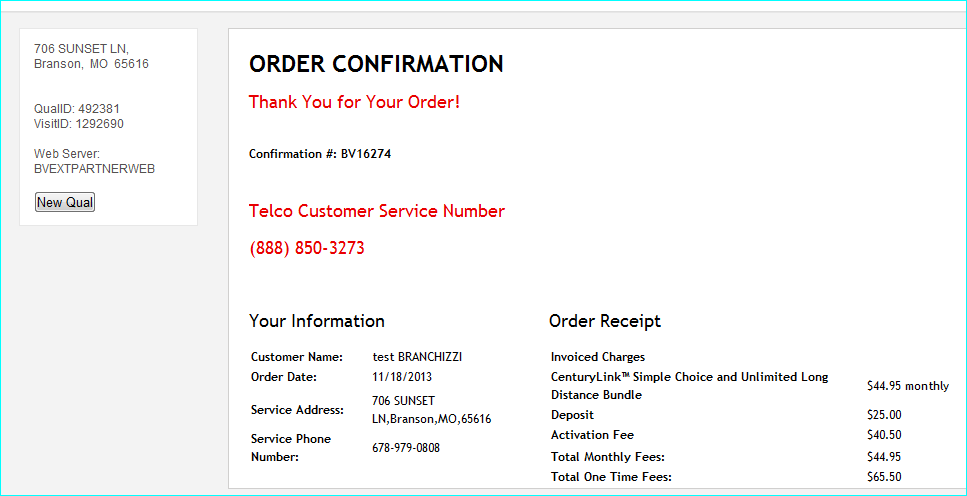 706 SUNSET LN,
Branson, MO 65616
QualID: 492381
VisitID: 1292690
Web Server:
BVEXTPARTNERWEB
New Qual
ORDER CONFIRMATION
Thank You for Your Order!
Confirmation #: BV16274
Telco Customer Service Number
(888) 850-3273
Your Information
Customer Name: test BRANCHIZZI
Order Date: 11/18/2013
Service Address: 706 SUNSET
LN,Branson,MO,65616
Service Phone
Number: 678-979-0808
Order Receipt
Invoiced Charges
CenturyLink™ Simple Choice and Unlimited Long
Distance Bundle $44.95 monthly
Deposit $25.00
Activation Fee $40.50
Total Monthly Fees: $44.95
Total One Time Fees: $65.50